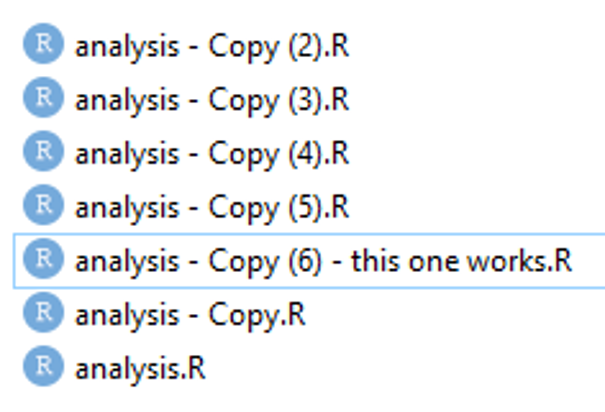 R analysis - Copy (2).R
R analysis - Copy (3).R
R analysis - Copy (4).R
R analysis - Copy (5).R
R analysis - Copy (6) - this one works.R
R analysis - Copy.R
R analysis.R